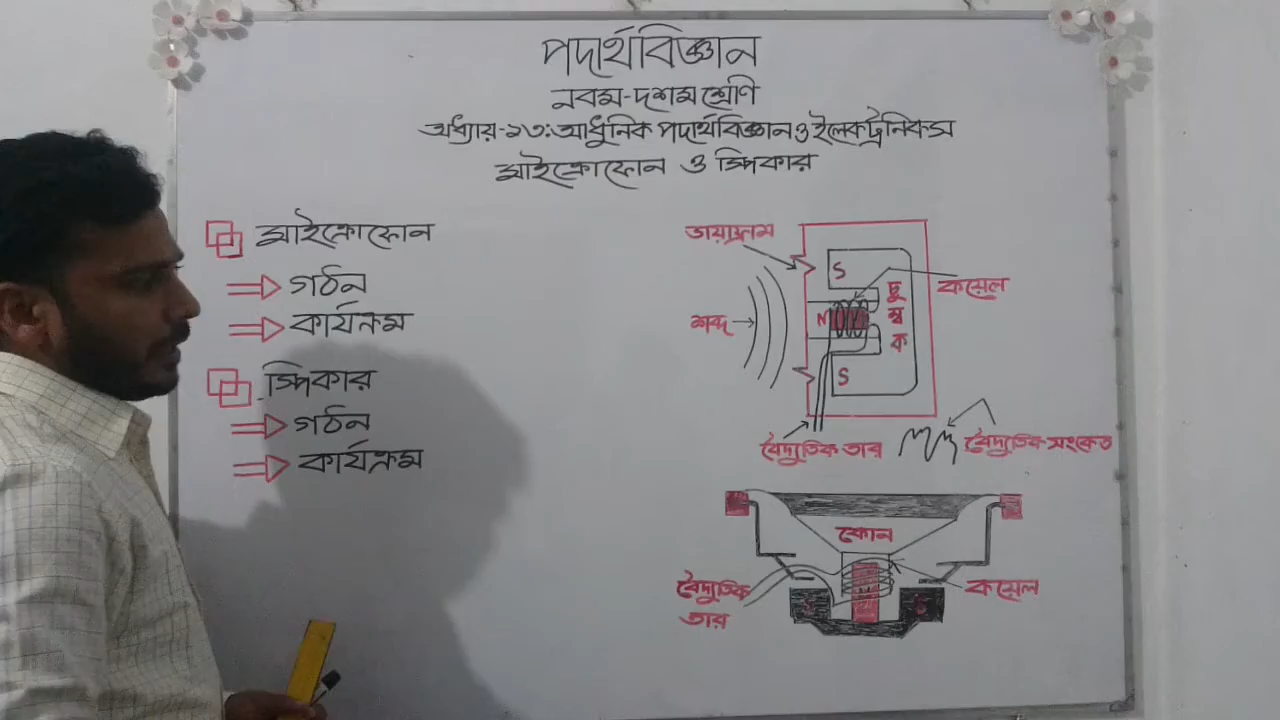 পদার্থবিজ্ঞান
নবম-দশম শ্রেণি
অধ্যায়-১৩:আধুনিক পদার্থবিজ্ঞান ও ইলেকট্রনিকস
মাইক্রোফোন ও স্পিকার
মাইক্রোফোন
গঠন
কার্যক্রম
স্পিকার
গঠন
কার্যক্রম
ডায়াফ্রাম
শব্দ
S
N
S
চুম্বক
কয়েল
বৈদ্যুতিক তার
বৈদ্যুতিক সংকেত
কোন
বৈদ্যুতিক
তার
কয়েল
S
S